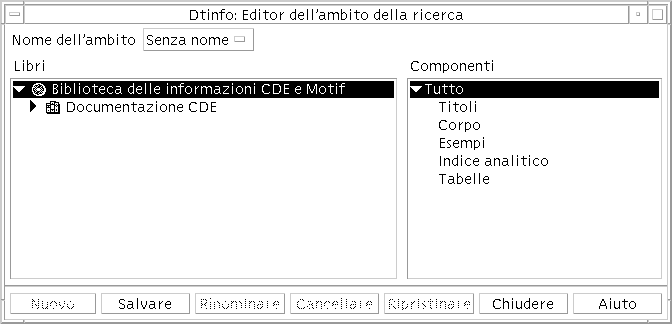 Dtinfo: Editor dell'ambito della ricerca
Nome dell'ambito Senza nome
Libri
Biblioteca delle informazioni CDE e Motif
Documentazione CDE
Componenti
Tutto
Titoli
Corpo
Esempi
Indice analitico
Tabelle
Nuovo Salvare Rinominare Cancellare Ripristinare Chiudere Aiuto